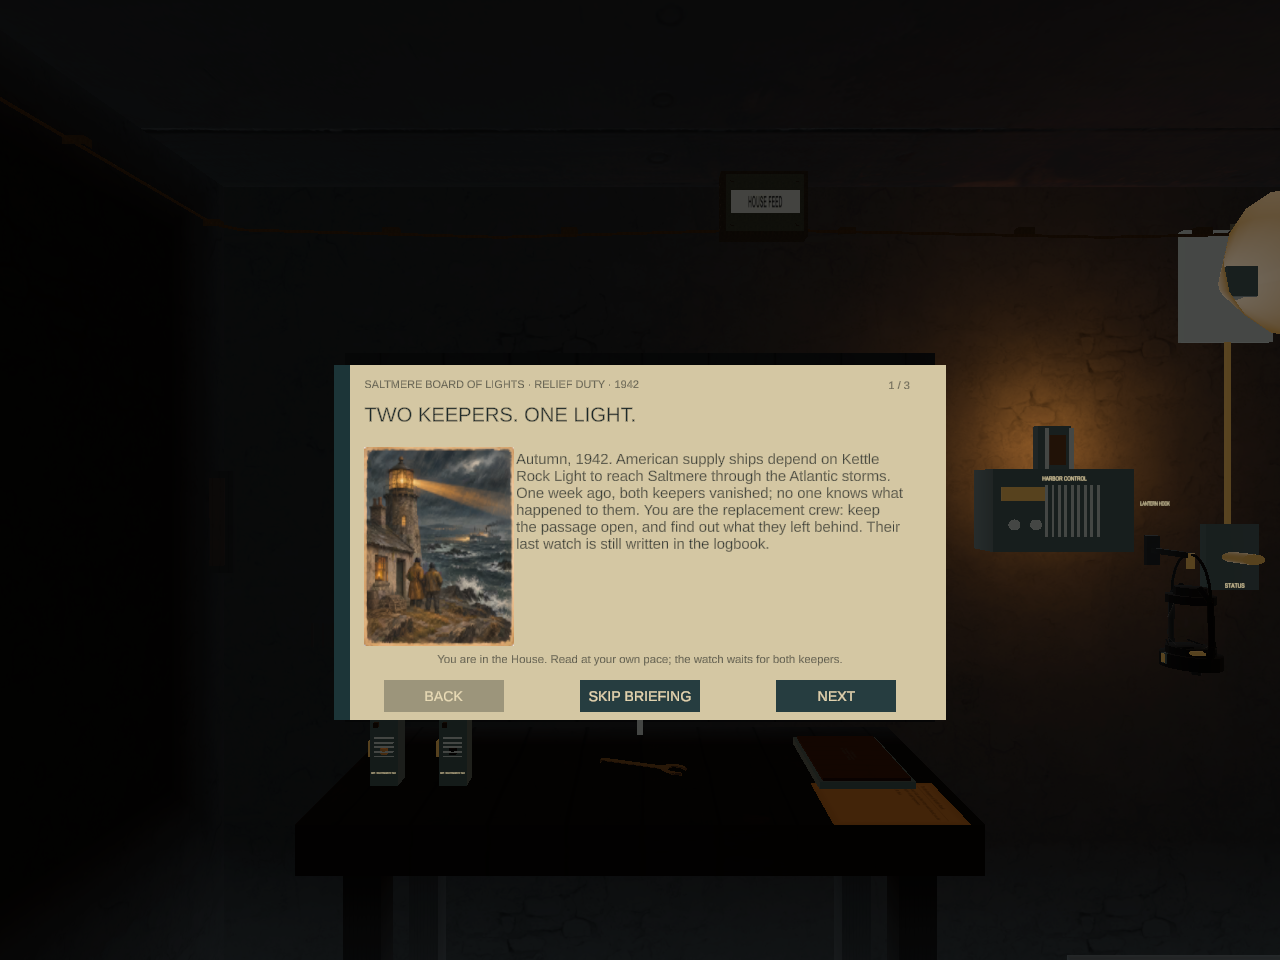 HOUSE FEED
SALTMERE BOARD OF LIGHTS · RELIEF DUTY · 1942
1 / 3
TWO KEEPERS. ONE LIGHT.
Autumn, 1942. American supply ships depend on Kettle
Rock Light to reach Saltmere through the Atlantic storms.
One week ago, both keepers vanished; no one knows what
happened to them. You are the replacement crew: keep
the passage open, and find out what they left behind. Their
last watch is still written in the logbook.
You are in the House. Read at your own pace; the watch waits for both keepers.
BACK
SKIP BRIEFING
NEXT
HARBOR CONTROL
LANTERN HOOK
STATUS